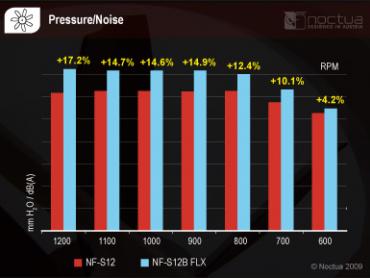 Pressure/Noise
noctua
DESIGNED IN AUSTRIA
+17.2%
+14.7%
+14.6%
+14.9%
+12.4%
+10.1%
+4.2%
RPM
mm H2O / dB(A)
1200
1100
1000
900
800
700
600
NF-S12
NF-S12B FLX
© Noctua 2009